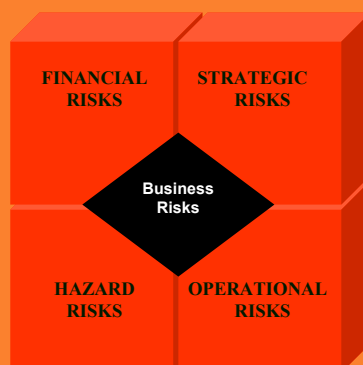 FINANCIAL
RISKS
STRATEGIC
RISKS
Business
Risks
HAZARD
RISKS
OPERATIONAL
RISKS